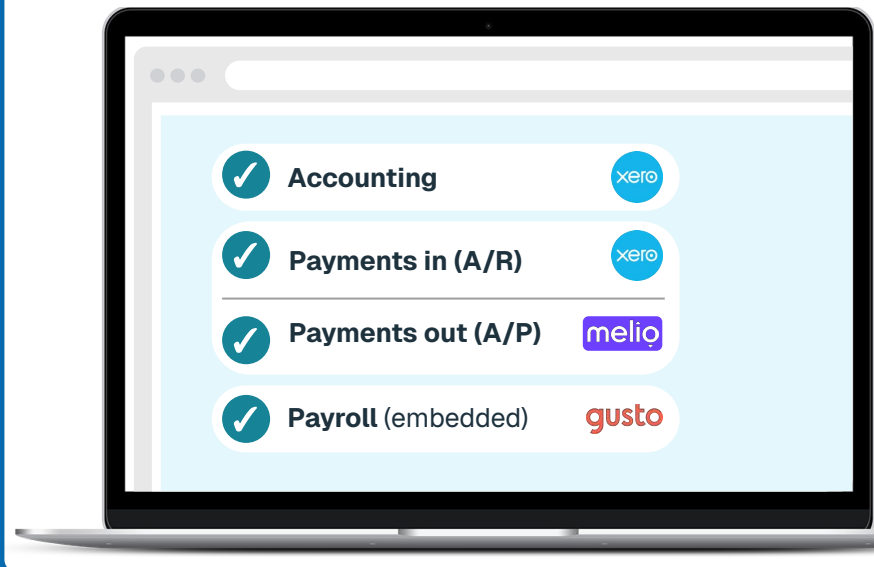 Accounting xero
Payments in (A/R) xero
Payments out (A/P) melio
Payroll (embedded) gusto